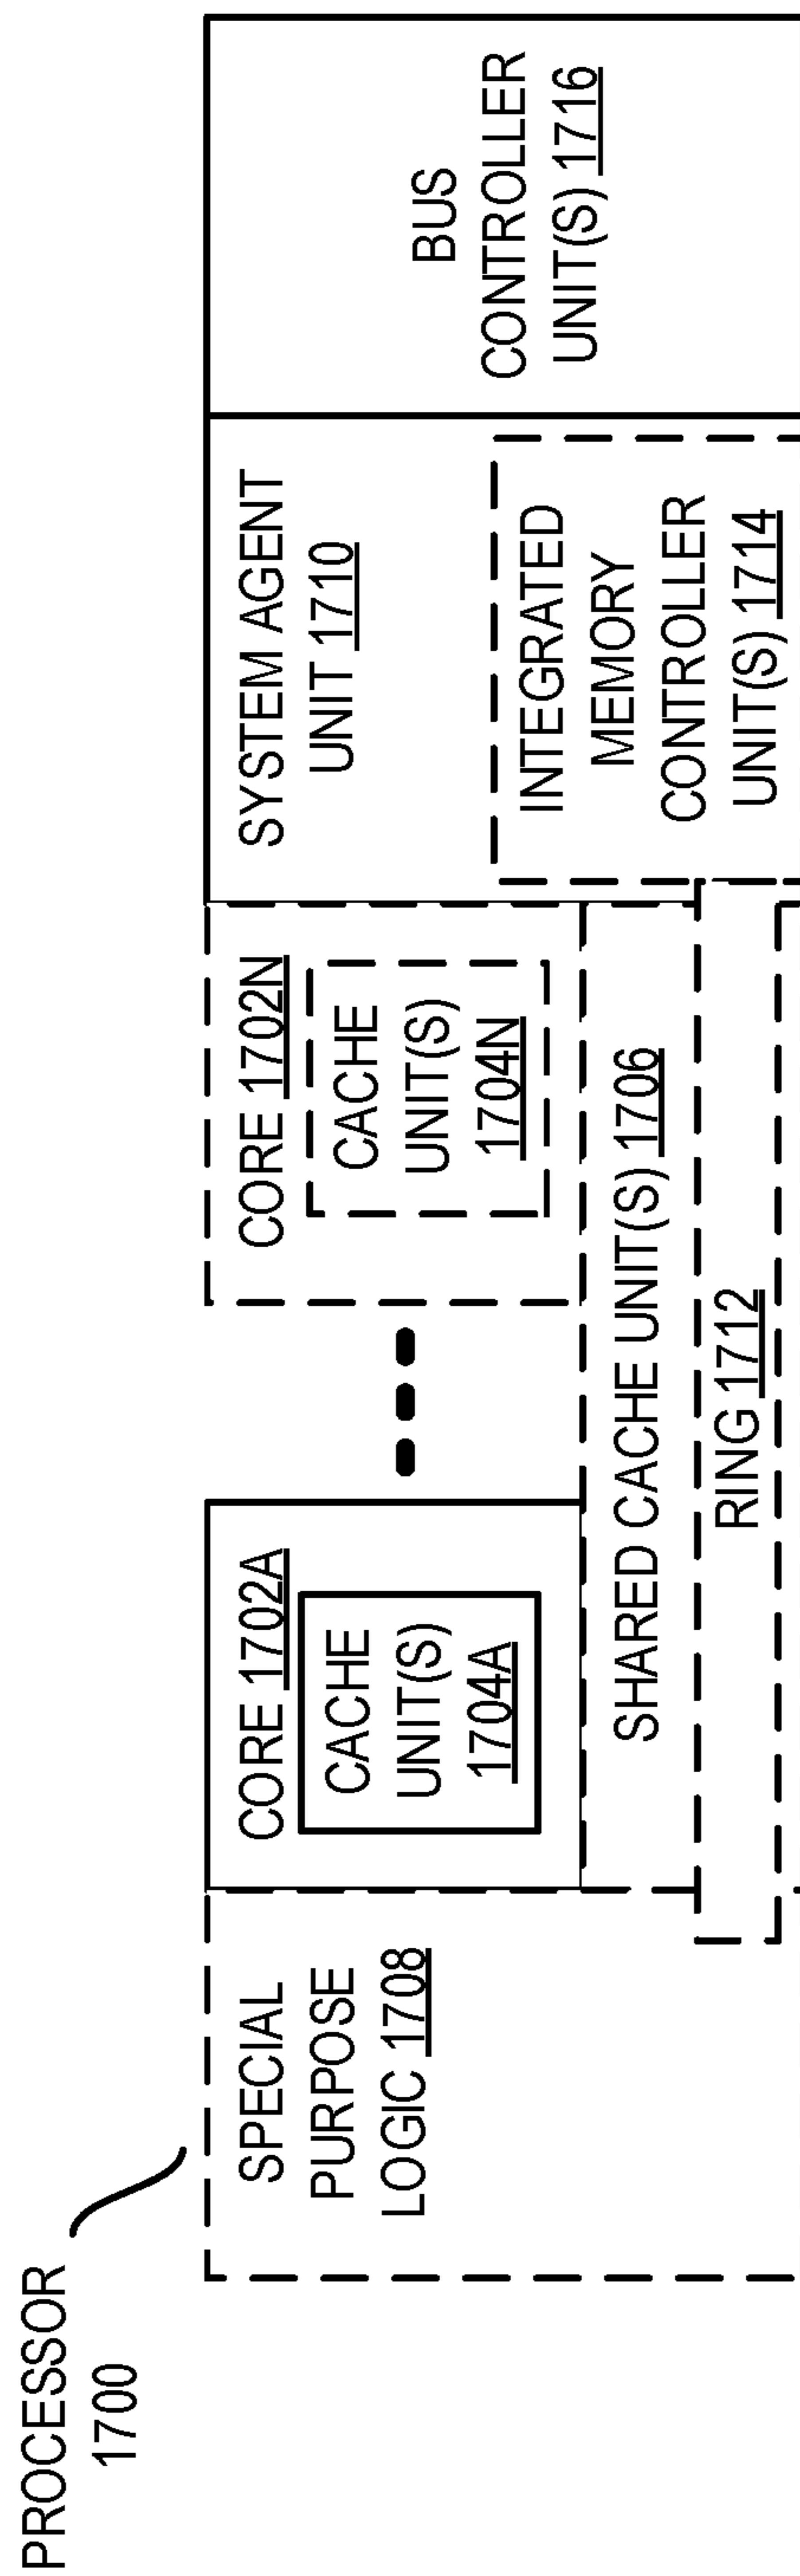 PROCESSOR
1700
SPECIAL
PURPOSE
LOGIC 1708
CORE 1702A
CACHE
UNIT(S)
1704A
CORE 1702N
CACHE
UNIT(S)
1704N
SHARED CACHE UNIT(S) 1706
RING 1712
SYSTEM AGENT
UNIT 1710
INTEGRATED
MEMORY
CONTROLLER
UNIT(S) 1714
BUS
CONTROLLER
UNIT(S) 1716